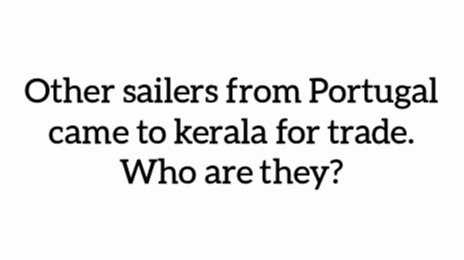 Other sailers from Portugal
came to kerala for trade.
Who are they?